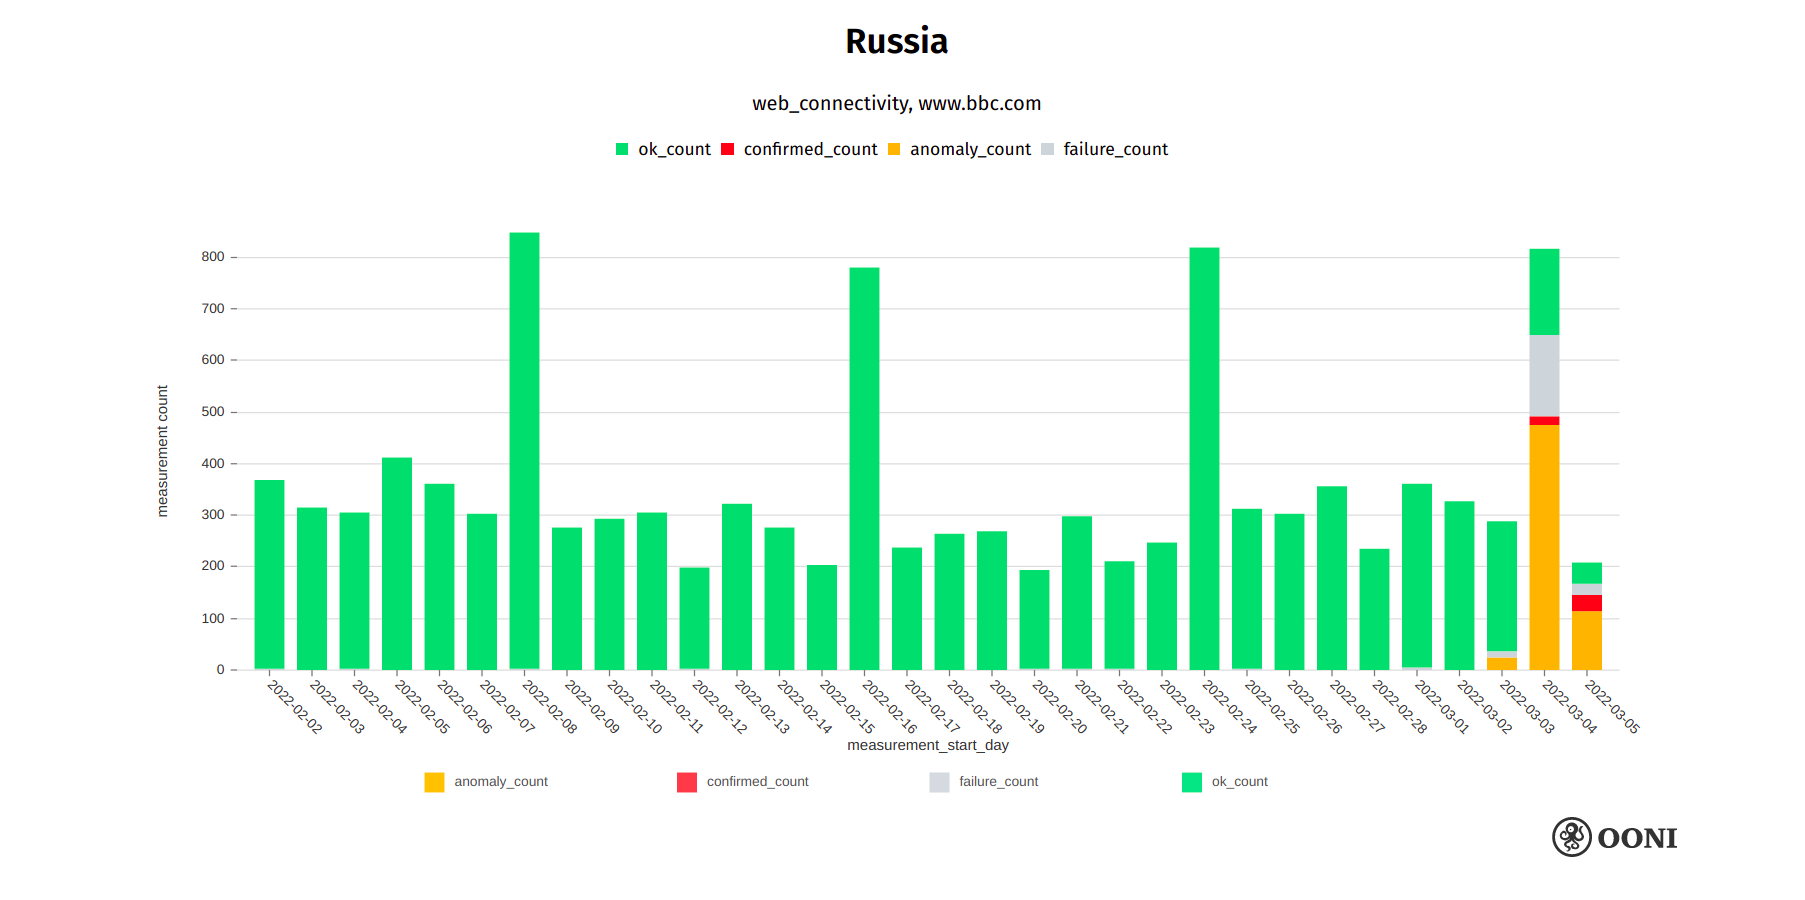 Russia
web_connectivity, www.bbc.com
ok_count confirmed_count anomaly_count failure_count
measurement count
800
700
600
500
400
300
200
100
0
2022-02-02 2022-02-03 2022-02-04 2022-02-05 2022-02-06 2022-02-07 2022-02-08 2022-02-09 2022-02-10 2022-02-11 2022-02-12 2022-02-13 2022-02-14 2022-02-15 2022-02-16 2022-02-17 2022-02-18 2022-02-19 2022-02-20 2022-02-21 2022-02-22 2022-02-23 2022-02-24 2022-02-25 2022-02-26 2022-02-27 2022-02-28 2022-03-01 2022-03-02 2022-03-03 2022-03-04 2022-03-05
measurement_start_day
anomaly_count confirmed_count failure_count ok_count
OONI